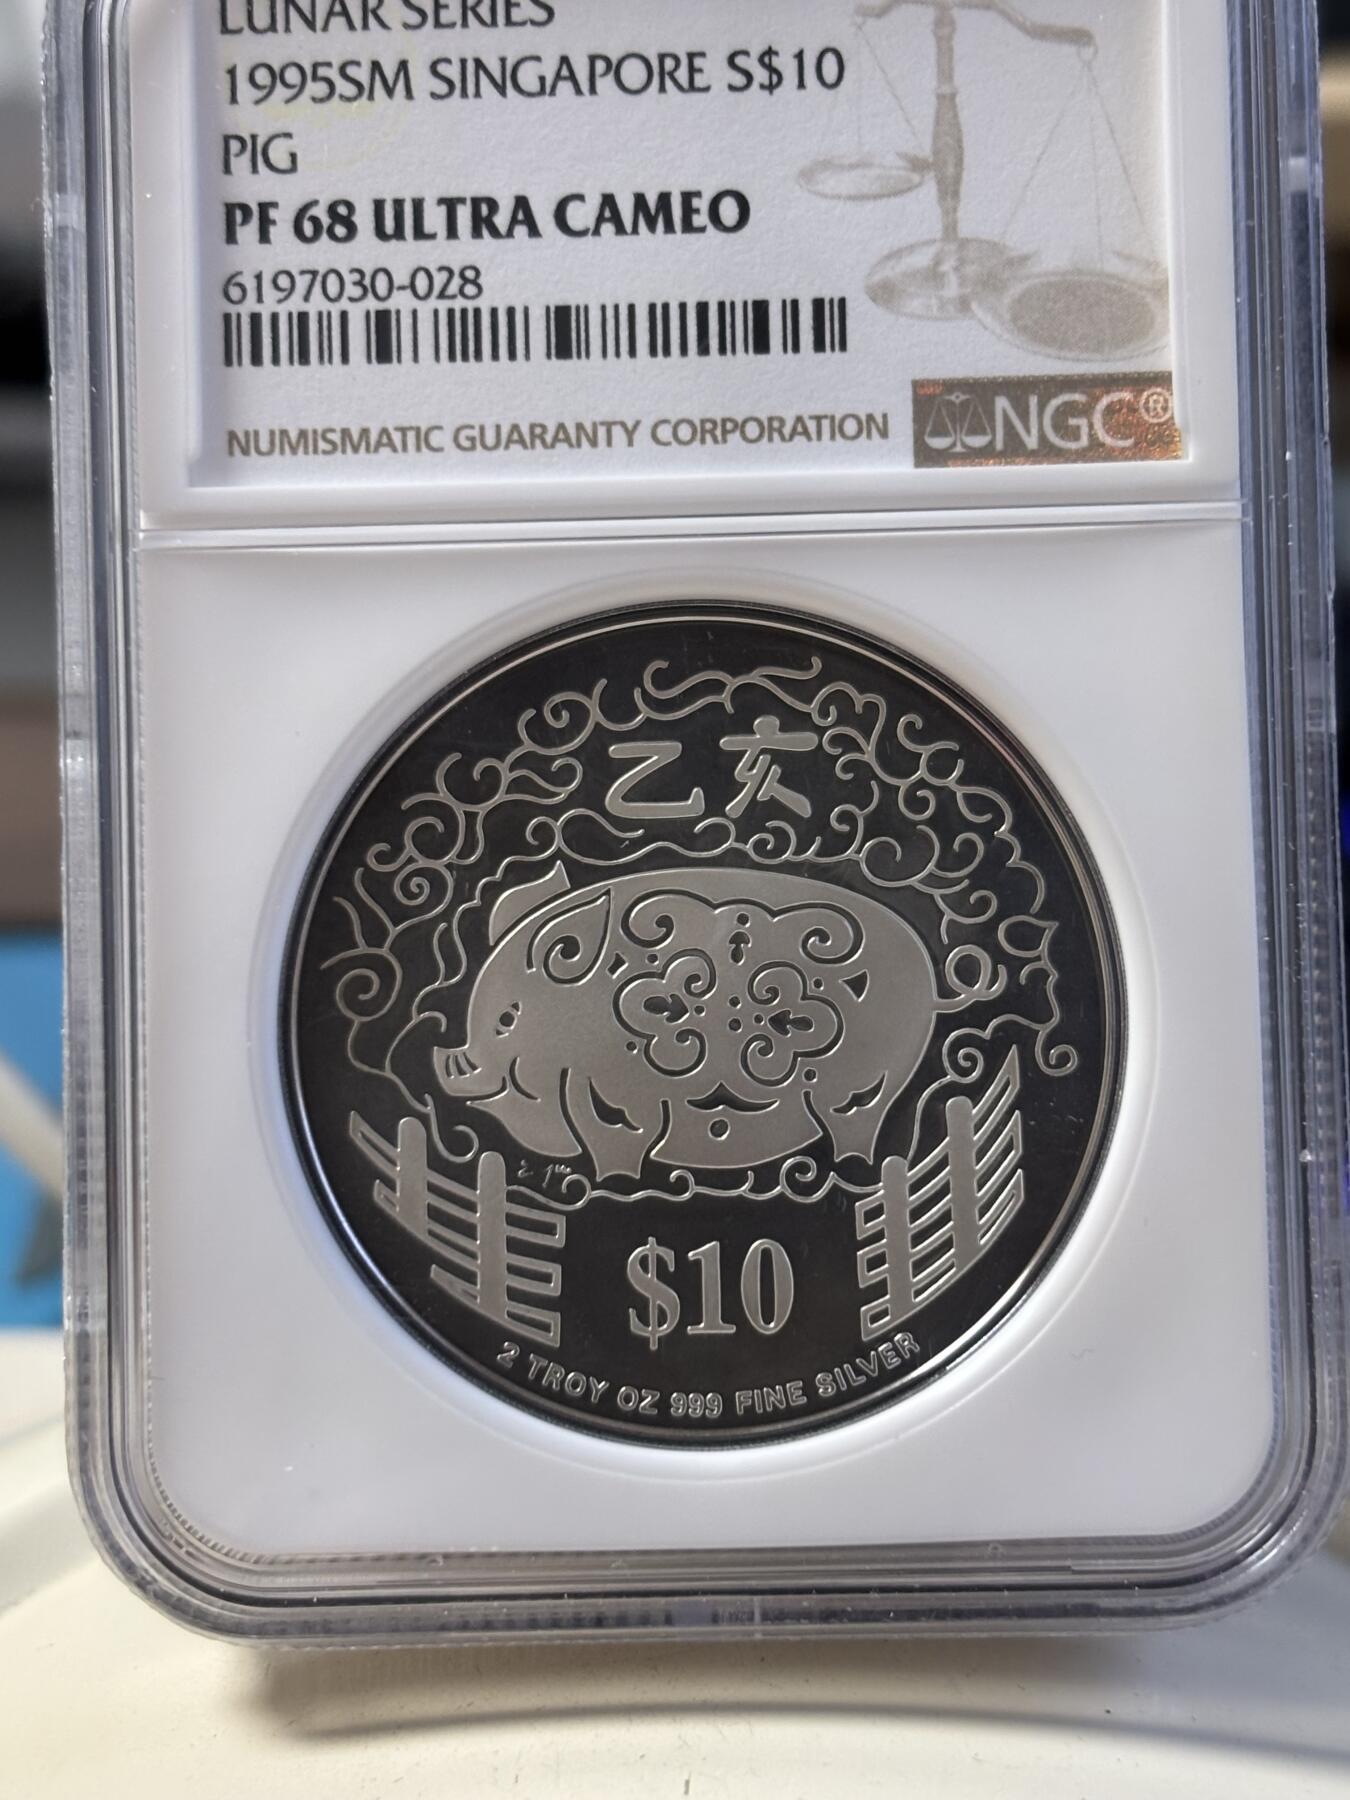 LUNAR SERIES
1995SM SINGAPORE S$10
PIG
PF 68 ULTRA CAMEO
6197030-028
NUMISMATIC GUARANTY CORPORATION
NGC®
乙亥
$10
2 TROY OZ 999 FINE SILVER